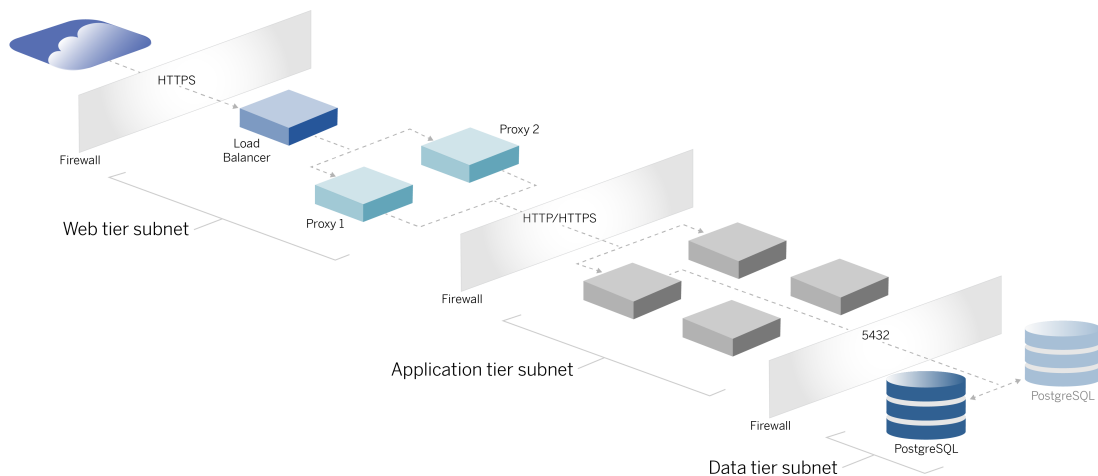 HTTPS
Firewall
Load
Balancer
Proxy 2
Proxy 1
Web tier subnet
HTTP/HTTPS
Firewall
Application tier subnet
5432
Firewall
PostgreSQL
PostgreSQL
Data tier subnet